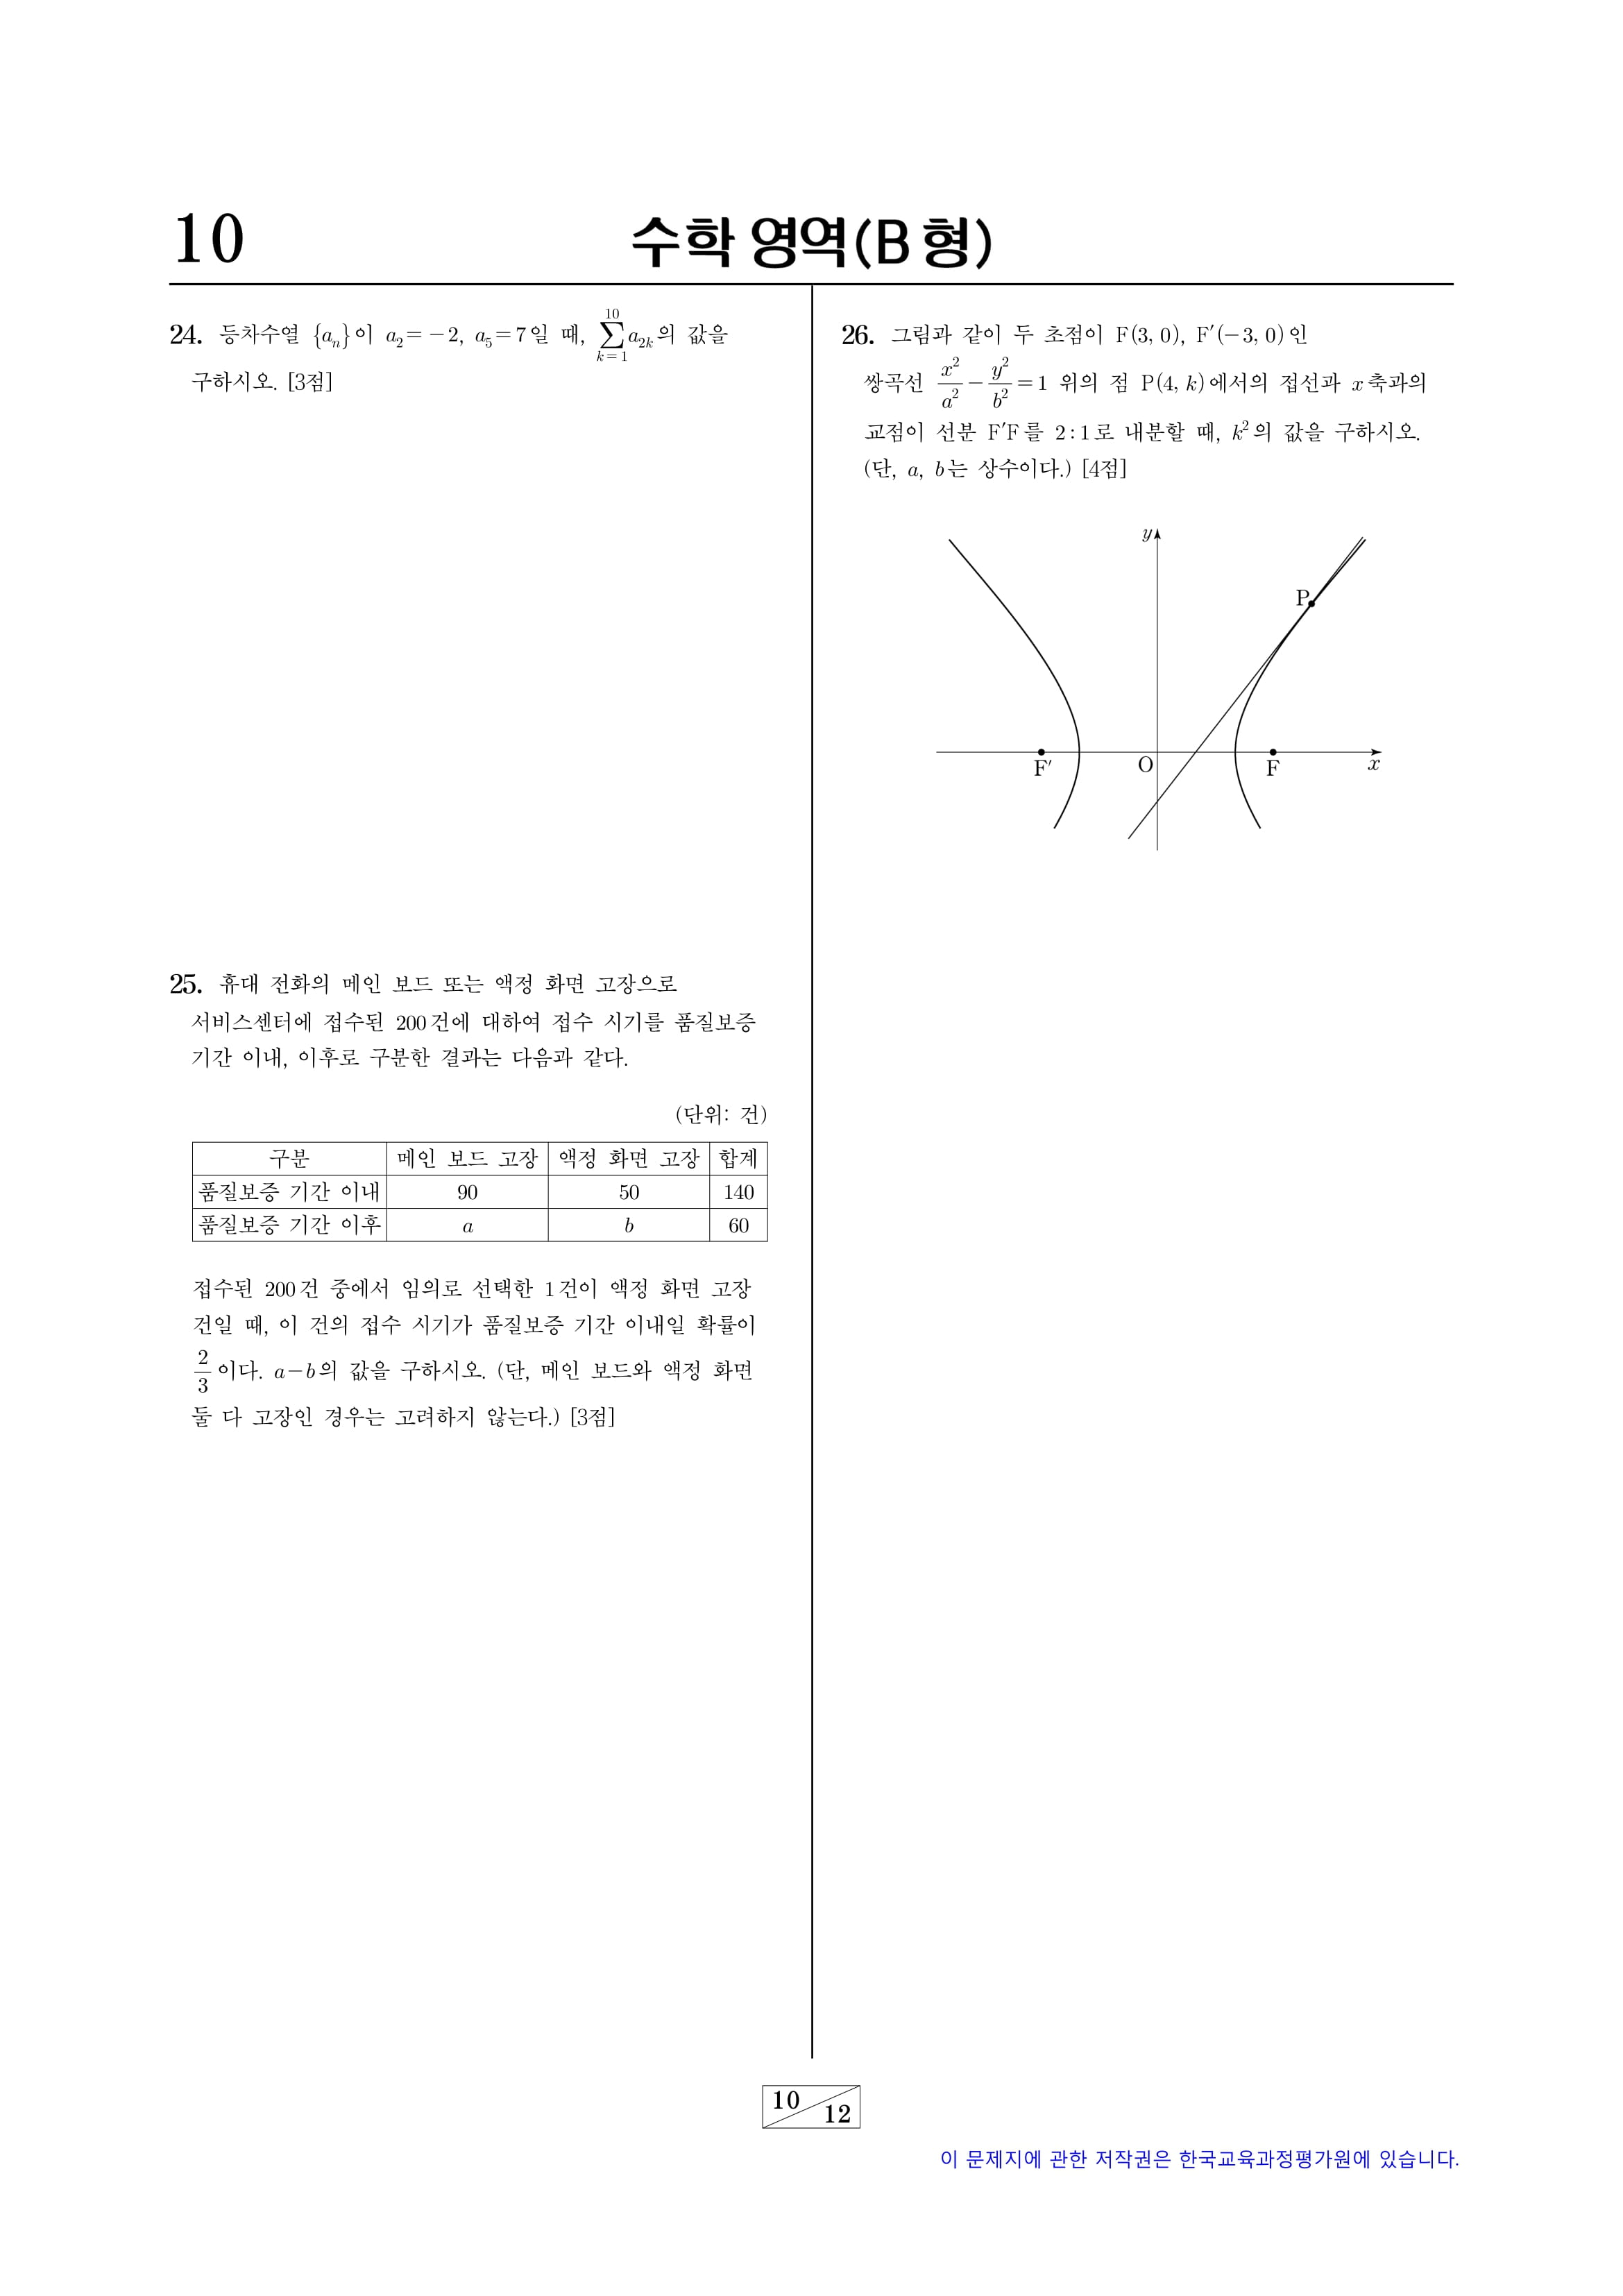 10
수학 영역(B형)
24. 등차수열 {aₙ}이 a₂=−2, a₅=7일 때, ∑_{k=1}^{10} a_{2k}의 값을
구하시오. [3점]
25. 휴대 전화의 메인 보드 또는 액정 화면 고장으로
서비스센터에 접수된 200건에 대하여 접수 시기를 품질보증
기간 이내, 이후로 구분한 결과는 다음과 같다.
(단위: 건)
구분 메인 보드 고장 액정 화면 고장 합계
품질보증 기간 이내 90 50 140
품질보증 기간 이후 a b 60
접수된 200건 중에서 임의로 선택한 1건이 액정 화면 고장
건일 때, 이 건의 접수 시기가 품질보증 기간 이내일 확률이
2/3이다. a−b의 값을 구하시오. (단, 메인 보드와 액정 화면
둘 다 고장인 경우는 고려하지 않는다.) [3점]
26. 그림과 같이 두 초점이 F(3, 0), F′(−3, 0)인
쌍곡선 x²/a² − y²/b² = 1 위의 점 P(4, k)에서의 접선과 x축과의
교점이 선분 F′F를 2:1로 내분할 때, k²의 값을 구하시오.
(단, a, b는 상수이다.) [4점]
y
P
F′ O F x
10 / 12
이 문제지에 관한 저작권은 한국교육과정평가원에 있습니다.